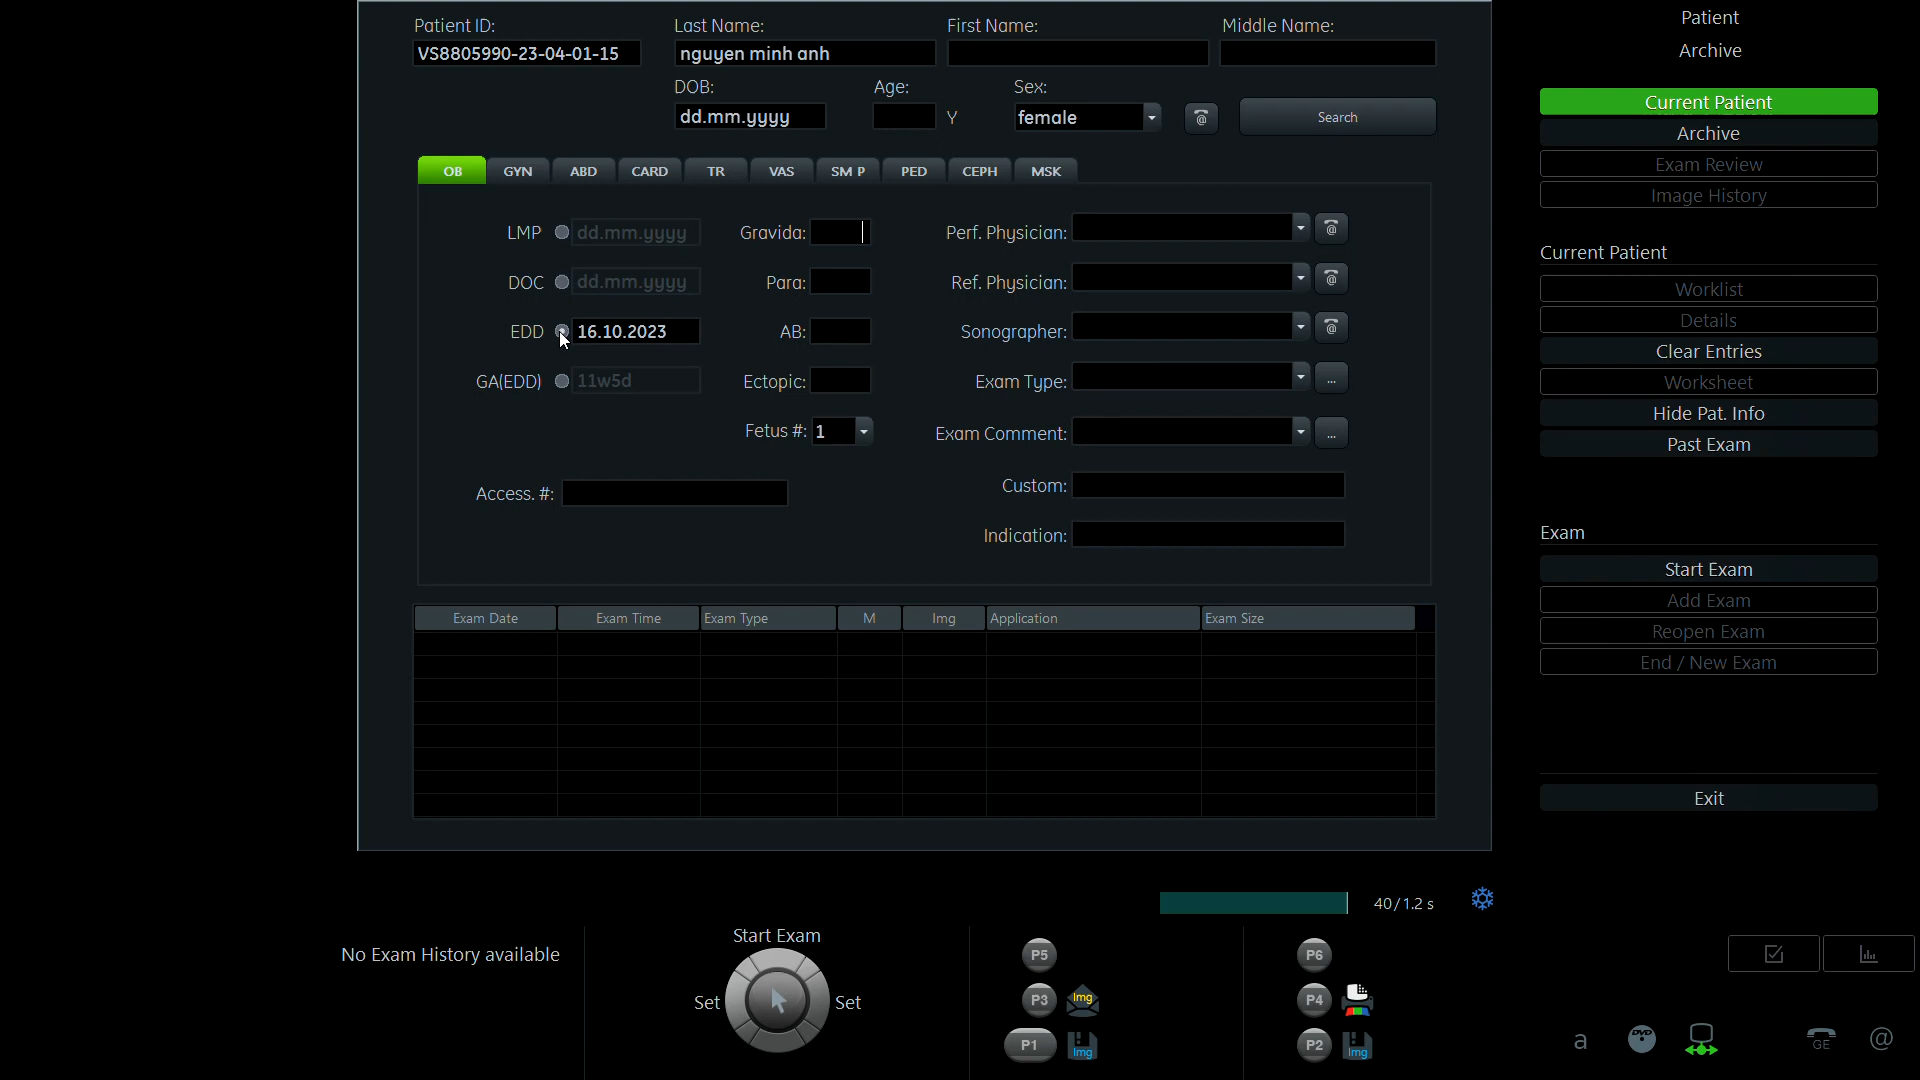 Patient ID: Last Name: First Name: Middle Name:
VS8805990-23-04-01-15 nguyen minh anh
DOB: Age: Sex:
dd.mm.yyyy Y female @ Search
OB GYN ABD CARD TR VAS SM P PED CEPH MSK
LMP dd.mm.yyyy Gravida: Perf. Physician: @
DOC dd.mm.yyyy Para: Ref. Physician: @
EDD 16.10.2023 AB: Sonographer: @
GA(EDD) 11w5d Ectopic: Exam Type: ...
Fetus #: 1 Exam Comment: ...
Access. #: Custom:
Indication:
Exam Date Exam Time Exam Type M Img Application Exam Size
Patient
Archive
Current Patient
Archive
Exam Review
Image History
Current Patient
Worklist
Details
Clear Entries
Worksheet
Hide Pat. Info
Past Exam
Exam
Start Exam
Add Exam
Reopen Exam
End / New Exam
Exit
40/1.2 s
No Exam History available
Start Exam
Set Set
P5
P3 Img
P1 Img
P6
P4
P2 Img
a DVD GE @